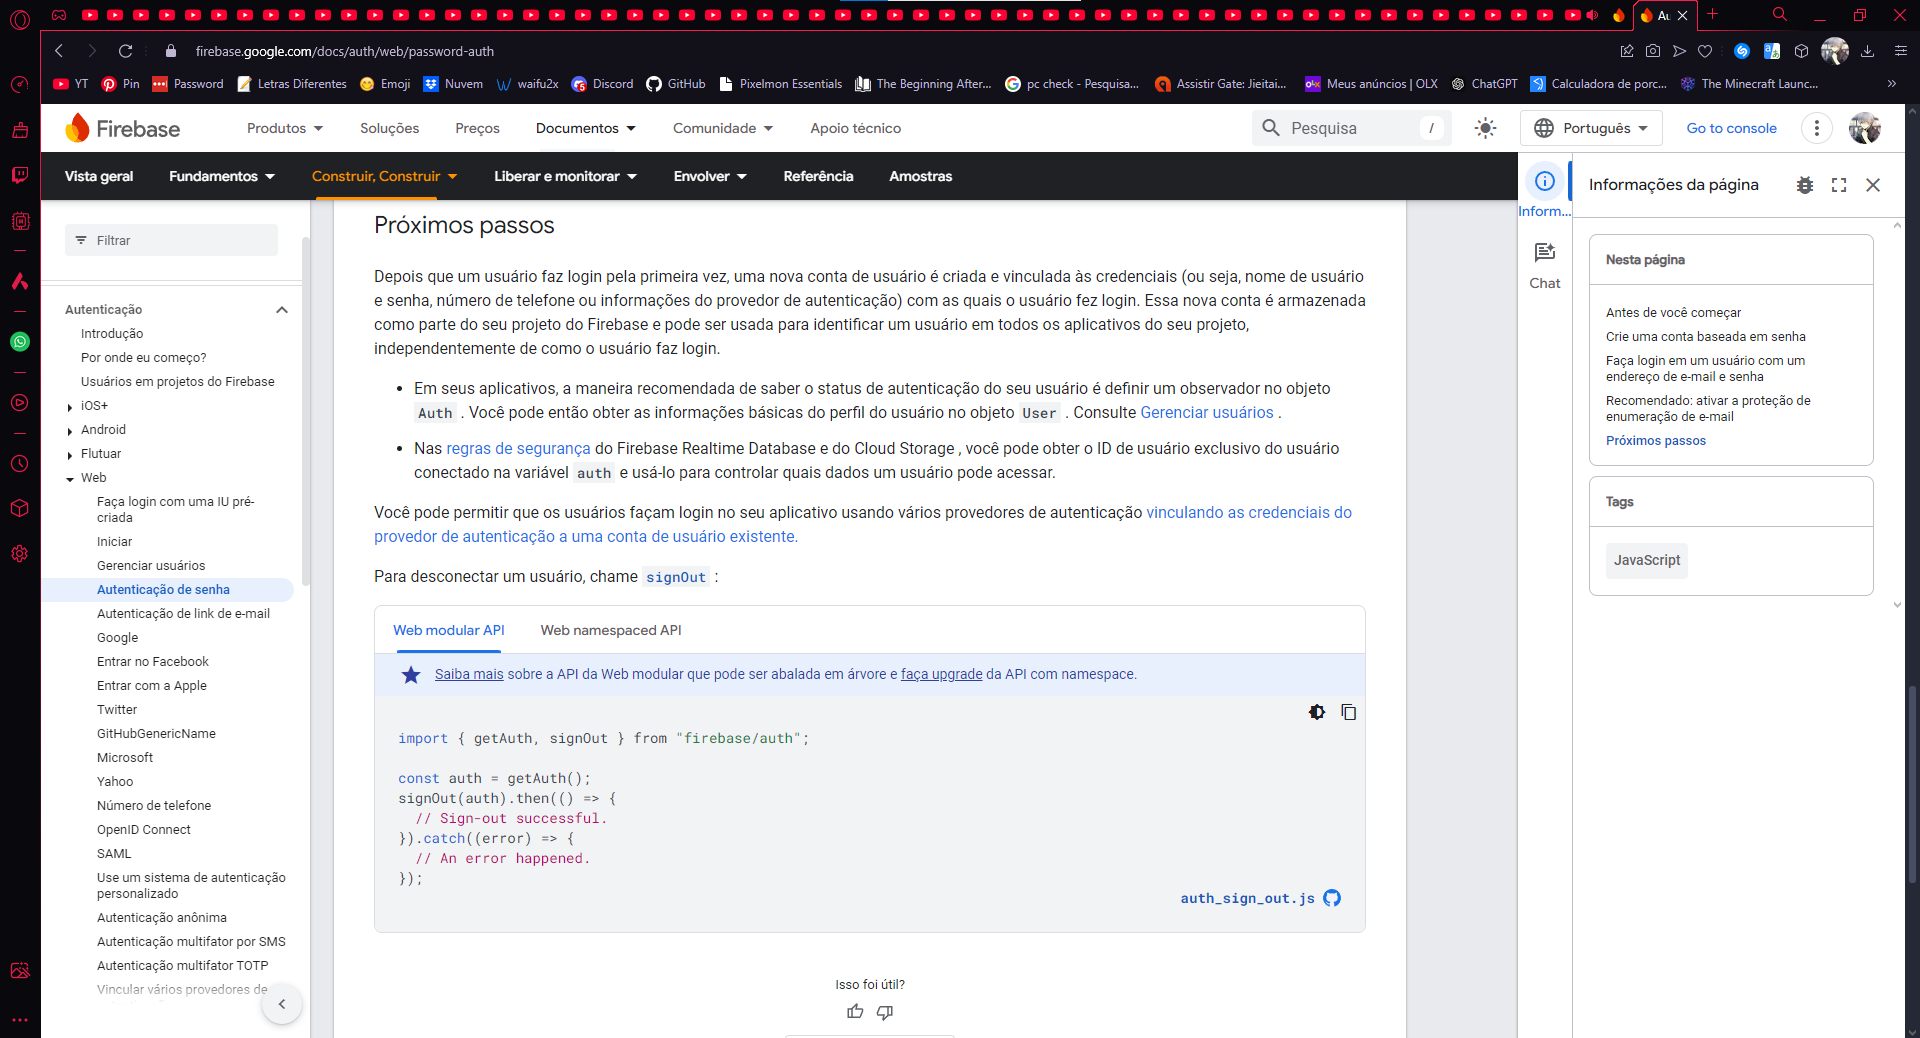 Au
firebase.google.com/docs/auth/web/password-auth
YT
Pin
Password
Letras Diferentes
Emoji
Nuvem
waifu2x
Discord
GitHub
Pixelmon Essentials
The Beginning After...
pc check - Pesquisa...
Assistir Gate: Jieitai...
Meus anúncios | OLX
ChatGPT
Calculadora de porc...
The Minecraft Launc...
»
Firebase
Produtos
Soluções
Preços
Documentos
Comunidade
Apoio técnico
Pesquisa
/
Português
Go to console
Vista geral
Fundamentos
Construir, Construir
Liberar e monitorar
Envolver
Referência
Amostras
Filtrar
Autenticação
Introdução
Por onde eu começo?
Usuários em projetos do Firebase
iOS+
Android
Flutuar
Web
Faça login com uma IU pré-
criada
Iniciar
Gerenciar usuários
Autenticação de senha
Autenticação de link de e-mail
Google
Entrar no Facebook
Entrar com a Apple
Twitter
GitHubGenericName
Microsoft
Yahoo
Número de telefone
OpenID Connect
SAML
Use um sistema de autenticação
personalizado
Autenticação anônima
Autenticação multifator por SMS
Autenticação multifator TOTP
Vincular vários provedores de
Próximos passos
Depois que um usuário faz login pela primeira vez, uma nova conta de usuário é criada e vinculada às credenciais (ou seja, nome de usuário
e senha, número de telefone ou informações do provedor de autenticação) com as quais o usuário fez login. Essa nova conta é armazenada
como parte do seu projeto do Firebase e pode ser usada para identificar um usuário em todos os aplicativos do seu projeto,
independentemente de como o usuário faz login.
• Em seus aplicativos, a maneira recomendada de saber o status de autenticação do seu usuário é definir um observador no objeto
Auth . Você pode então obter as informações básicas do perfil do usuário no objeto User . Consulte Gerenciar usuários .
• Nas regras de segurança do Firebase Realtime Database e do Cloud Storage , você pode obter o ID de usuário exclusivo do usuário
conectado na variável auth e usá-lo para controlar quais dados um usuário pode acessar.
Você pode permitir que os usuários façam login no seu aplicativo usando vários provedores de autenticação vinculando as credenciais do
provedor de autenticação a uma conta de usuário existente.
Para desconectar um usuário, chame signOut :
Web modular API
Web namespaced API
Saiba mais sobre a API da Web modular que pode ser abalada em árvore e faça upgrade da API com namespace.
import { getAuth, signOut } from "firebase/auth";
const auth = getAuth();
signOut(auth).then(() => {
// Sign-out successful.
}).catch((error) => {
// An error happened.
});
auth_sign_out.js
Isso foi útil?
Inform...
Chat
Informações da página
Nesta página
Antes de você começar
Crie uma conta baseada em senha
Faça login em um usuário com um
endereço de e-mail e senha
Recomendado: ativar a proteção de
enumeração de e-mail
Próximos passos
Tags
JavaScript